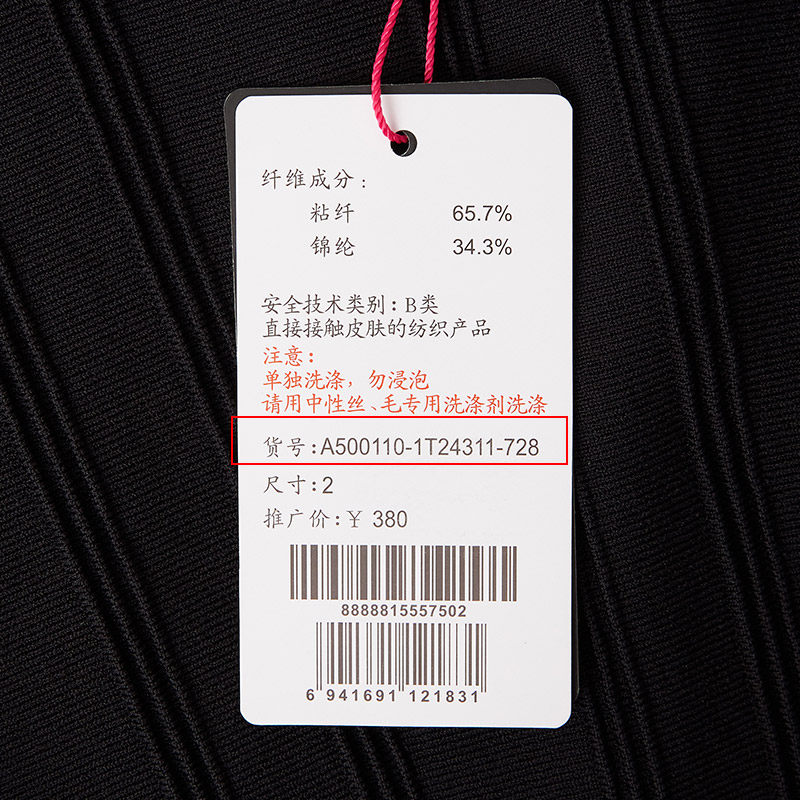 纤维成分:
粘纤 65.7%
锦纶 34.3%
安全技术类别:B类
直接接触皮肤的纺织产品
注意:
单独洗涤，勿浸泡
请用中性丝、毛专用洗涤剂洗涤
货号:A500110-1T24311-728
尺寸:2
推广价:¥ 380
8888815557502
6 941691 121831